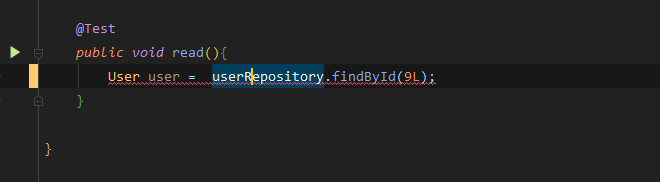 @Test
public void read(){
User user =  userRepository.findById(9L);
}
}